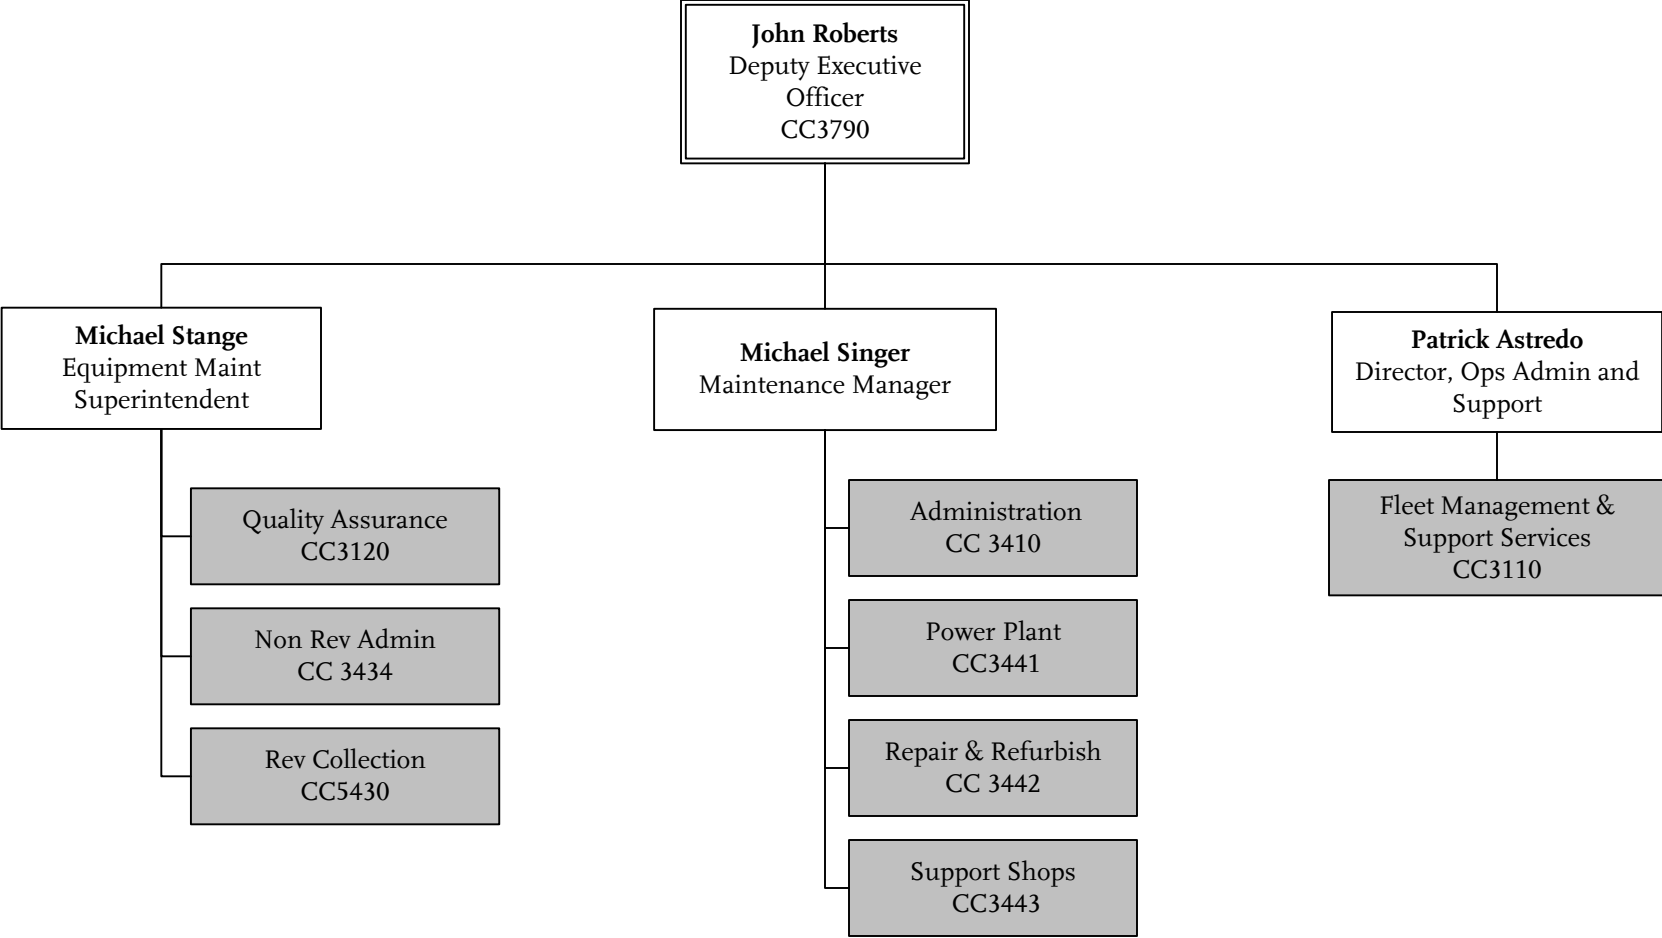 John Roberts
Deputy Executive
Officer
CC3790
Michael Stange
Equipment Maint
Superintendent
Michael Singer
Maintenance Manager
Patrick Astredo
Director, Ops Admin and
Support
Quality Assurance
CC3120
Non Rev Admin
CC 3434
Rev Collection
CC5430
Administration
CC 3410
Power Plant
CC3441
Repair & Refurbish
CC 3442
Support Shops
CC3443
Fleet Management &
Support Services
CC3110